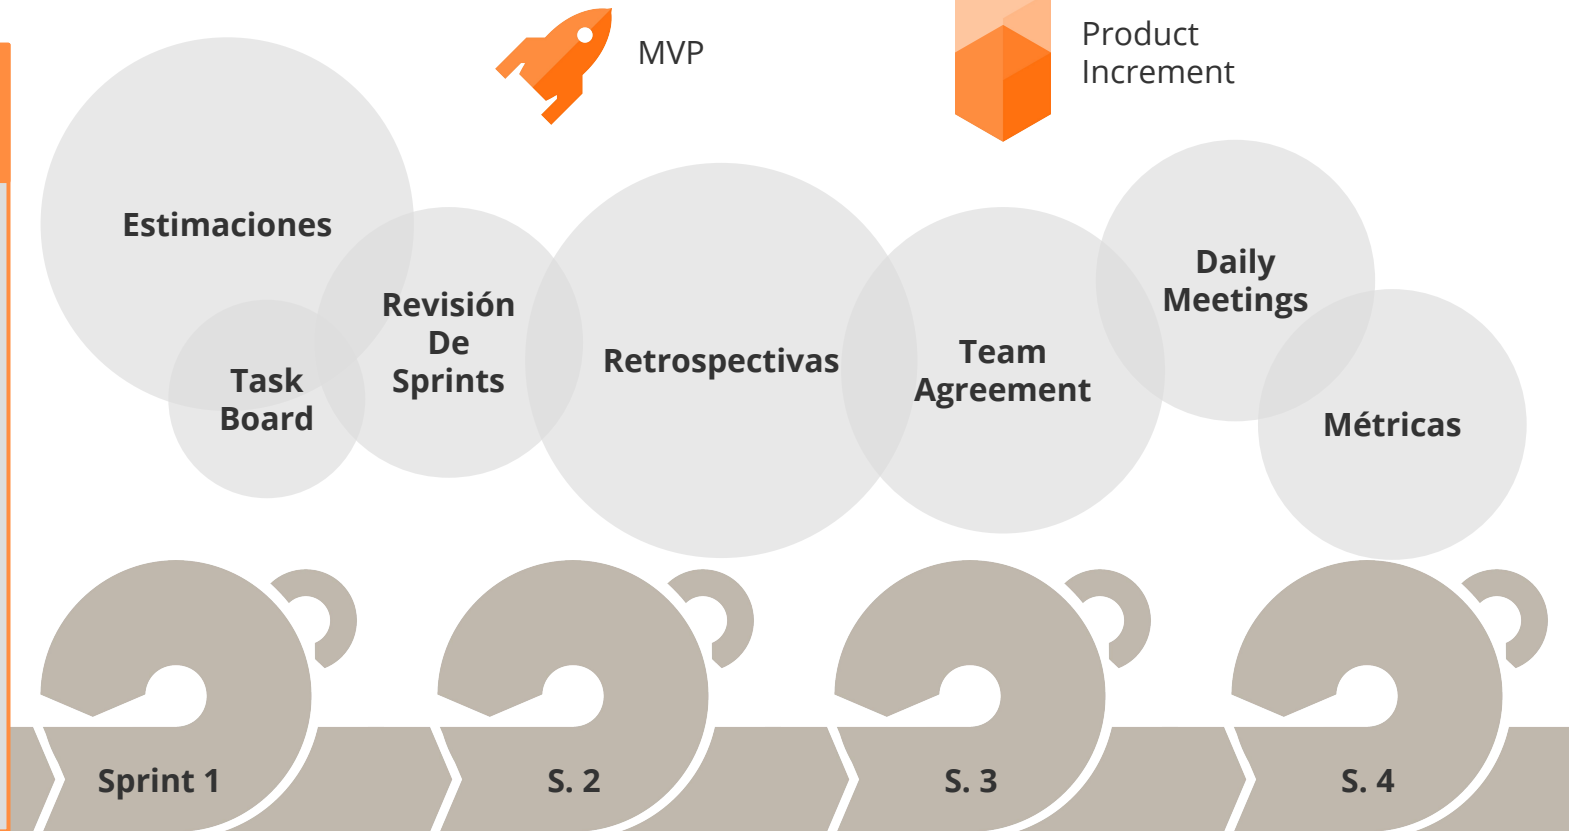 MVP
Product
Increment
Estimaciones
Task
Board
Revisión
De
Sprints
Retrospectivas
Team
Agreement
Daily
Meetings
Métricas
Sprint 1
S. 2
S. 3
S. 4